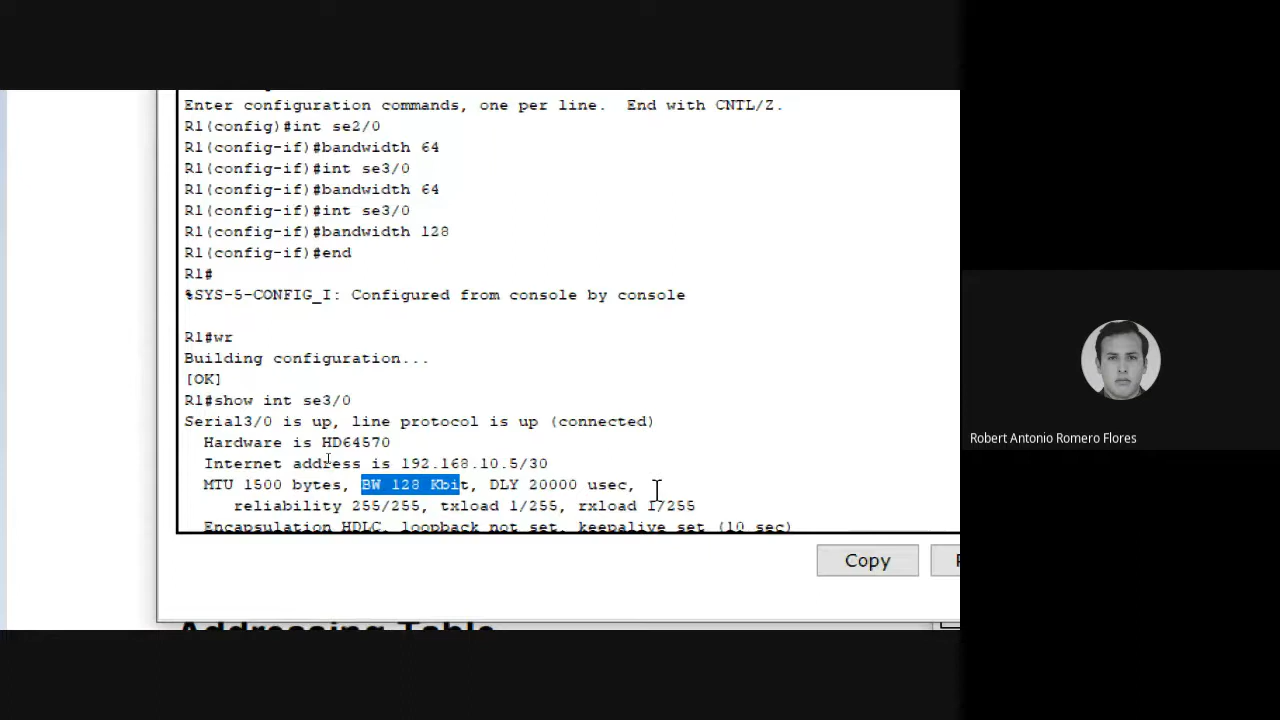 Enter configuration commands, one per line.  End with CNTL/Z.
R1(config)#int se2/0
R1(config-if)#bandwidth 64
R1(config-if)#int se3/0
R1(config-if)#bandwidth 64
R1(config-if)#int se3/0
R1(config-if)#bandwidth 128
R1(config-if)#end
R1#
%SYS-5-CONFIG_I: Configured from console by console
R1#wr
Building configuration...
[OK]
R1#show int se3/0
Serial3/0 is up, line protocol is up (connected)
Hardware is HD64570
Internet address is 192.168.10.5/30
MTU 1500 bytes, BW 128 Kbit, DLY 20000 usec,
reliability 255/255, txload 1/255, rxload 1/255
Encapsulation HDLC, loopback not set, keepalive set (10 sec)
Copy
Addressing Table
Robert Antonio Romero Flores